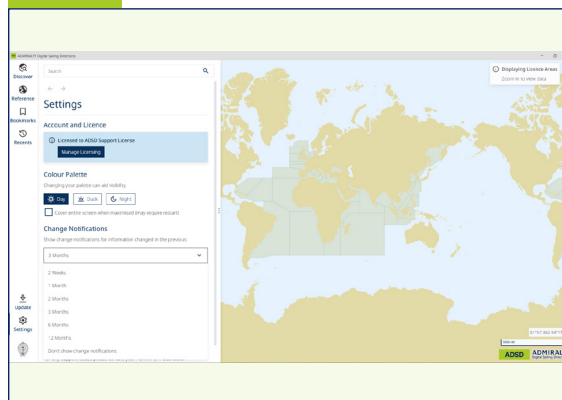 ADMIRALTY Digital Sailing Directions
Discover
Reference
Bookmarks
Recents
Update
Settings
Search
Settings
Account and Licence
Licensed to ADSD Support License
Manage Licensing
Colour Palette
Changing your palette can aid visibility.
Day
Dusk
Night
Cover entire screen when maximised (may require restart)
Change Notifications
Show change notifications for information changed in the previous
3 Months
2 Weeks
1 Month
2 Months
3 Months
6 Months
12 Months
Don't show change notifications
Displaying Licence Areas
Zoom in to view data
ADSD
ADMIRAL
Digital Sailing Direc